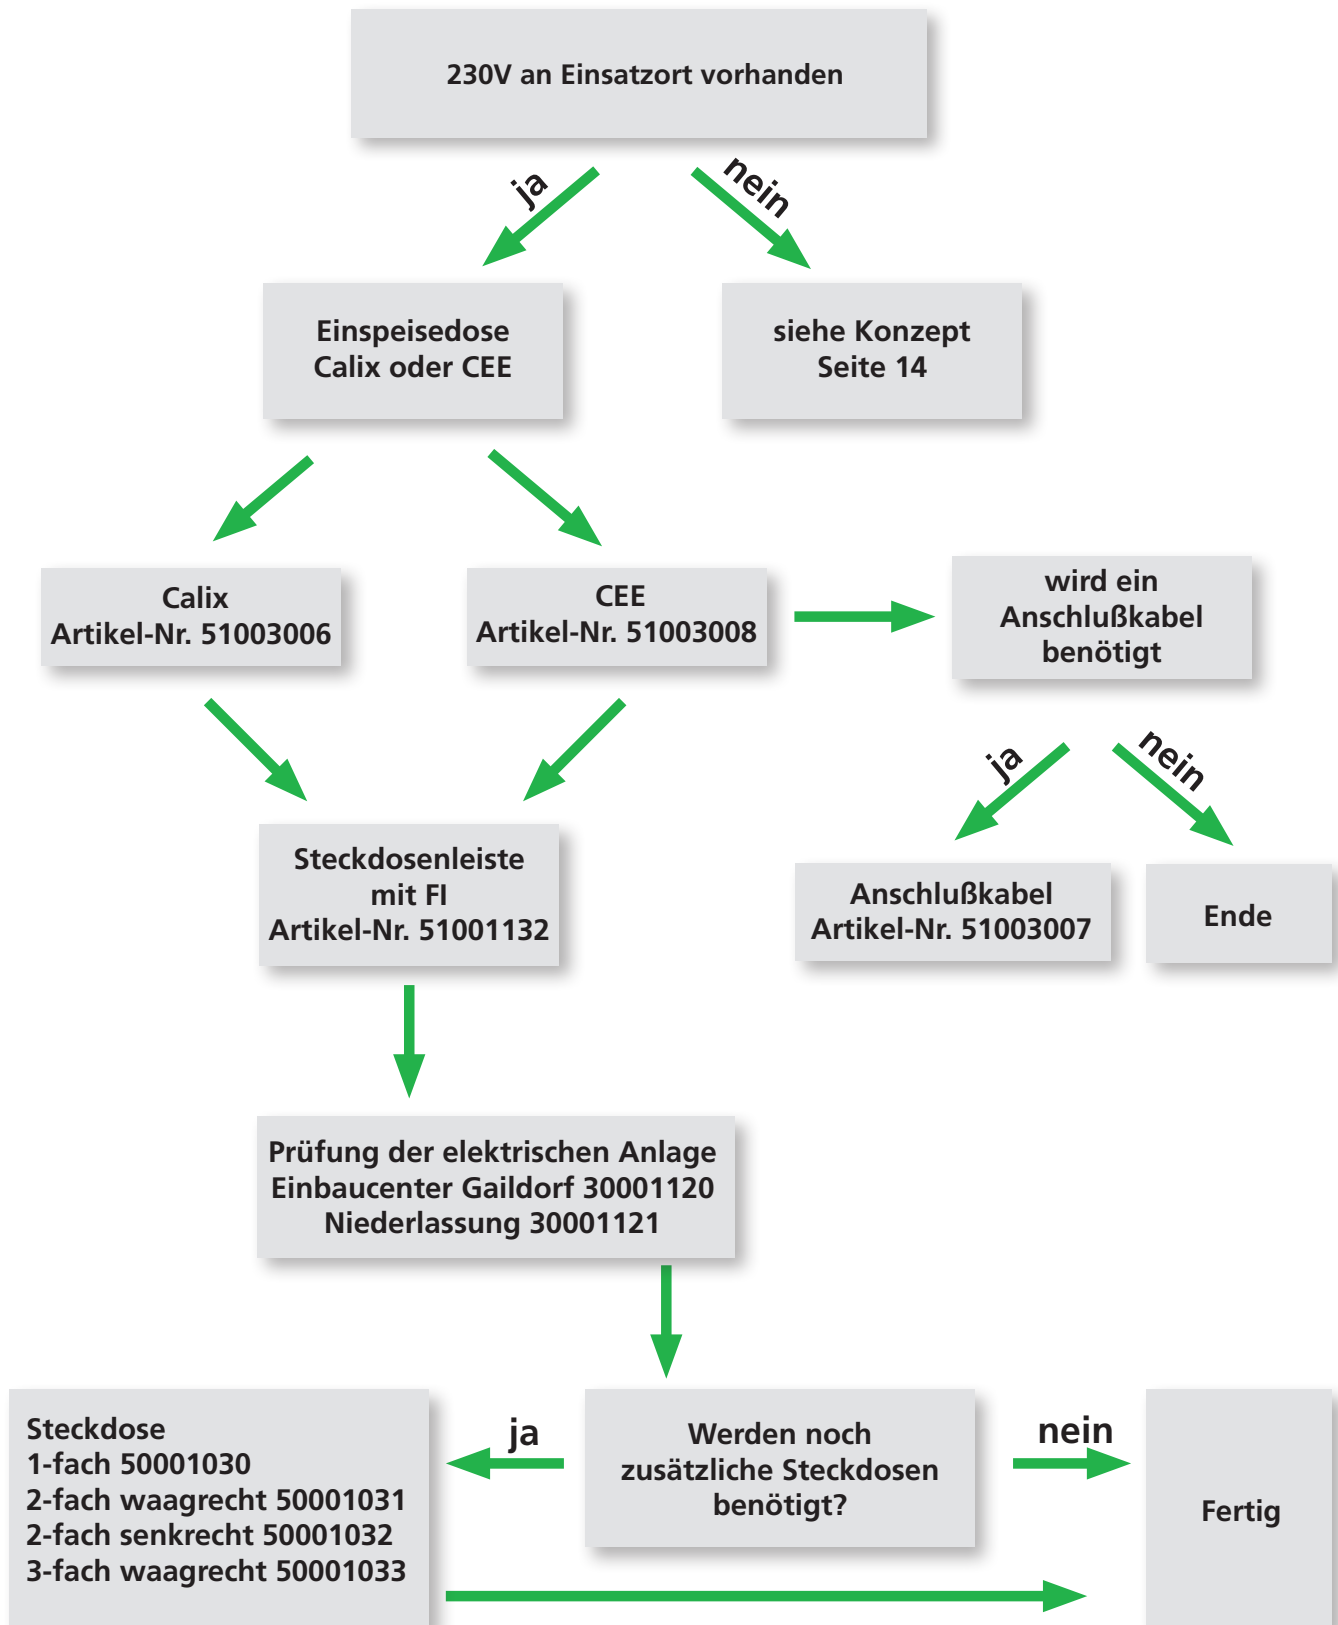 230V an Einsatzort vorhanden
ja
nein
Einspeisedose
Calix oder CEE
siehe Konzept
Seite 14
Calix
Artikel-Nr. 51003006
CEE
Artikel-Nr. 51003008
wird ein
Anschlußkabel
benötigt
ja
nein
Steckdosenleiste
mit FI
Artikel-Nr. 51001132
Anschlußkabel
Artikel-Nr. 51003007
Ende
Prüfung der elektrischen Anlage
Einbaucenter Gaildorf 30001120
Niederlassung 30001121
Steckdose
1-fach 50001030
2-fach waagrecht 50001031
2-fach senkrecht 50001032
3-fach waagrecht 50001033
ja
Werden noch
zusätzliche Steckdosen
benötigt?
nein
Fertig